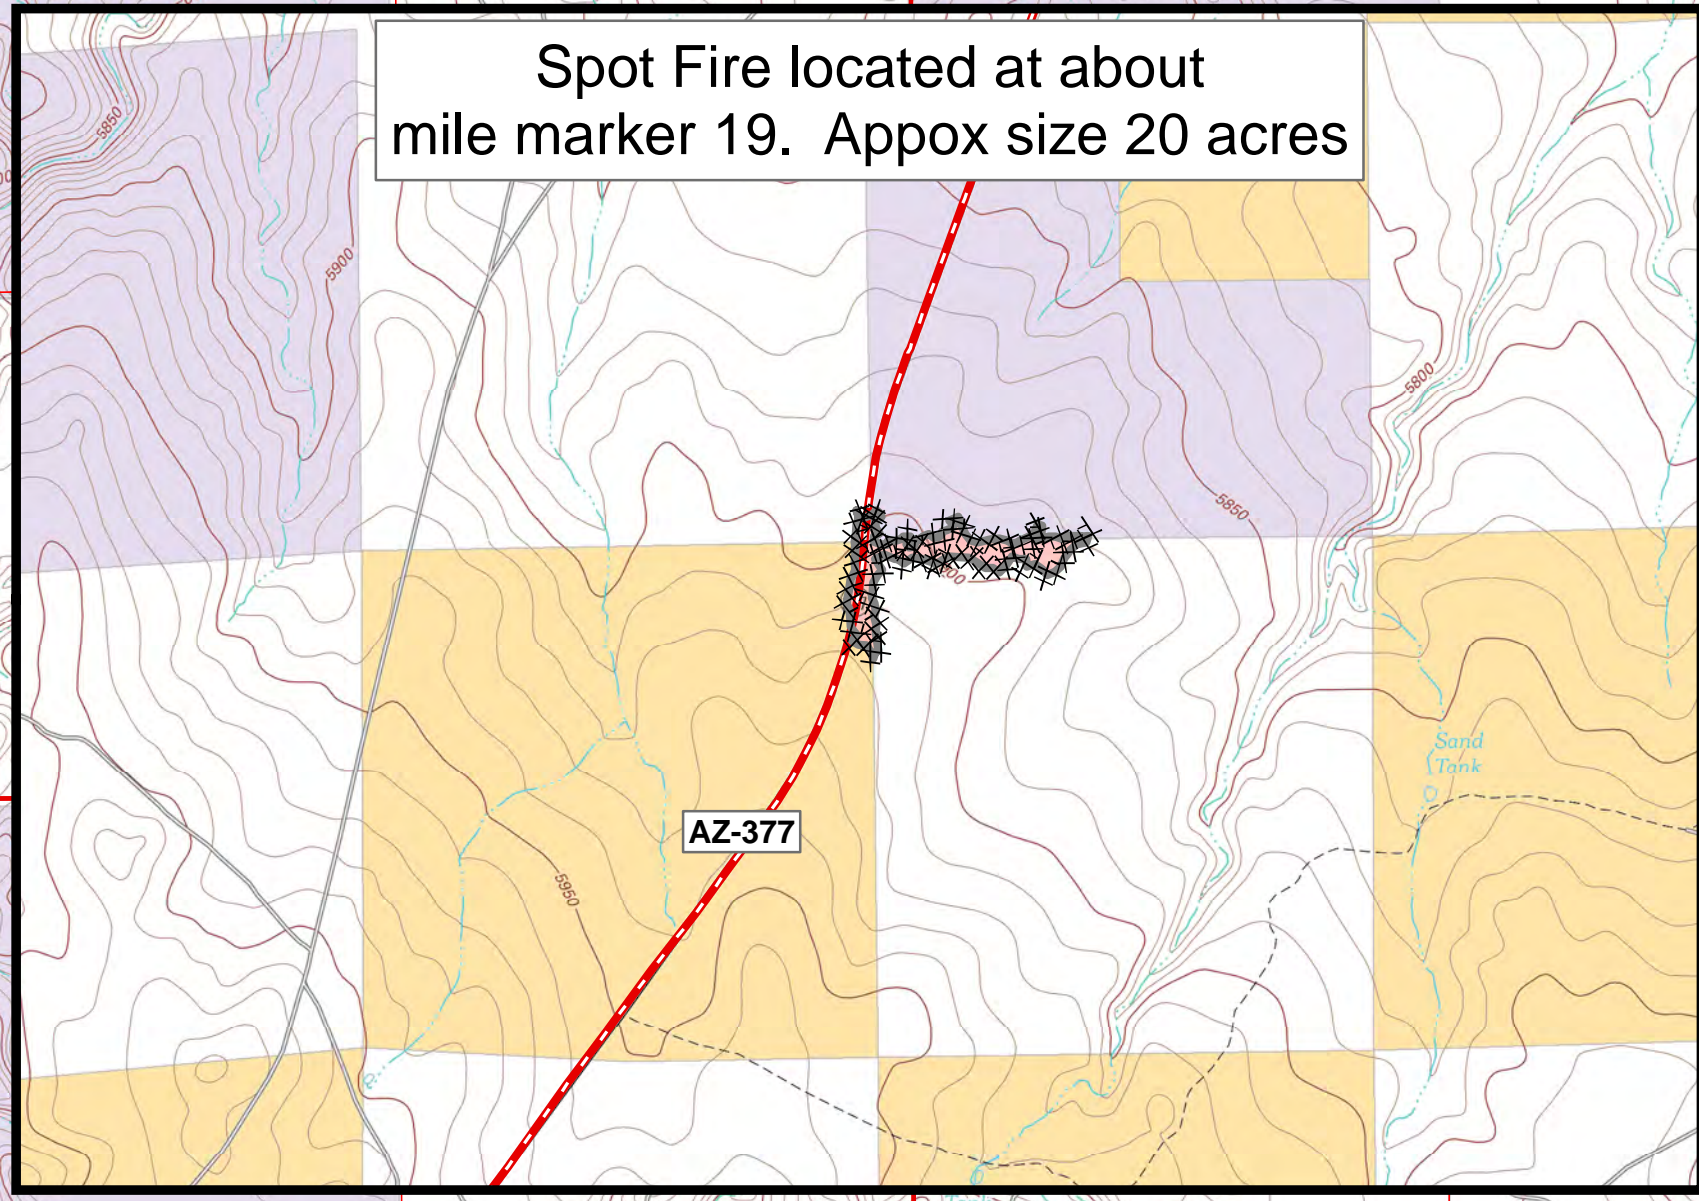 Spot Fire located at about
mile marker 19.  Appox size 20 acres
5850
5900
5800
5850
Sand
Tank
AZ-377
5950